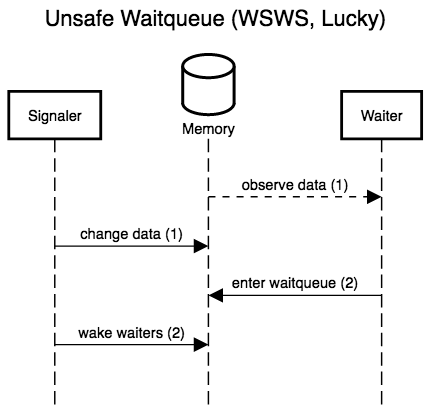 Unsafe Waitqueue (WSWS, Lucky)
Signaler
Memory
Waiter
observe data (1)
change data (1)
enter waitqueue (2)
wake waiters (2)